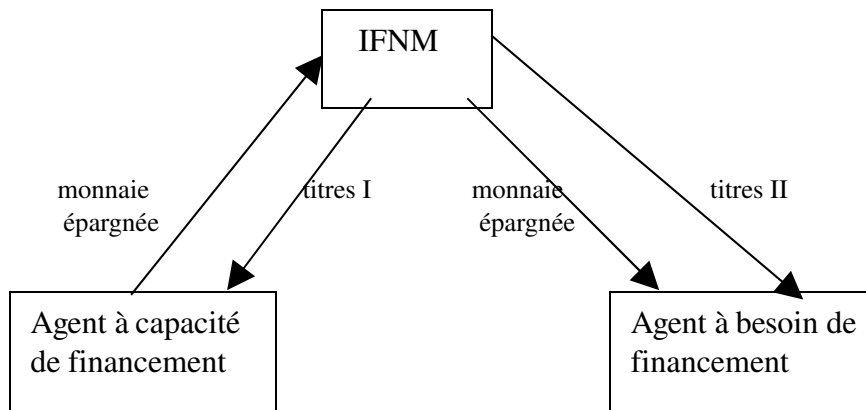 IFNM
monnaie
épargnée
titres I
monnaie
épargnée
titres II
Agent à capacité
de financement
Agent à besoin de
financement